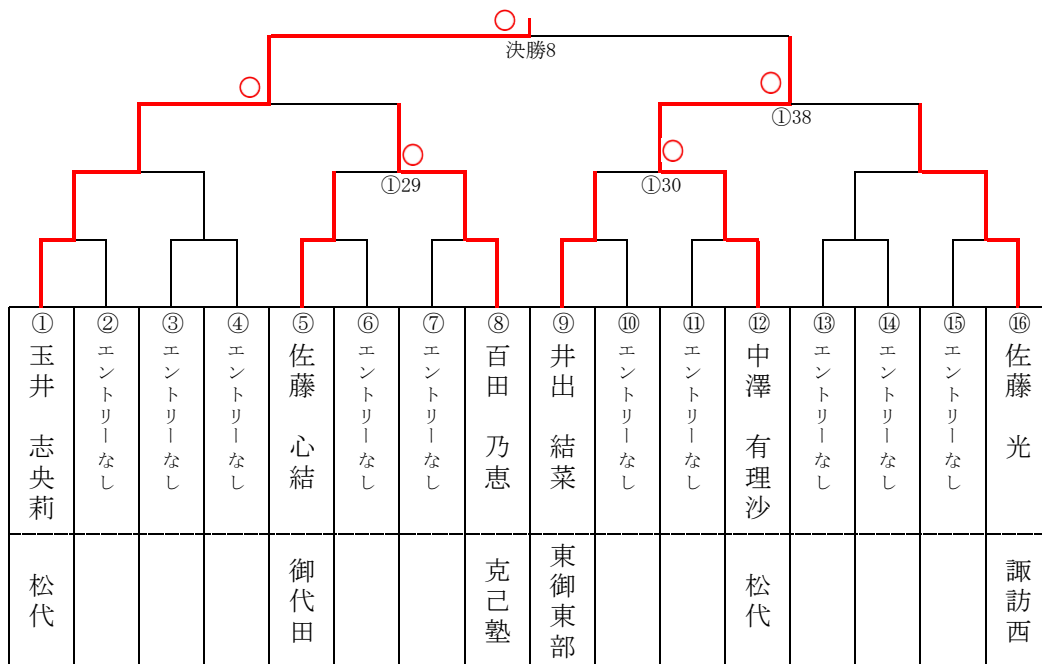 決勝8
①38
①29
①30
①
玉井 志央莉
松代
②
エントリーなし
③
エントリーなし
④
エントリーなし
⑤
佐藤 心結
御代田
⑥
エントリーなし
⑦
エントリーなし
⑧
百田 乃恵
克己塾
⑨
井出 結菜
東御東部
⑩
エントリーなし
⑪
エントリーなし
⑫
中澤 有理沙
松代
⑬
エントリーなし
⑭
エントリーなし
⑮
エントリーなし
⑯
佐藤 光
諏訪西